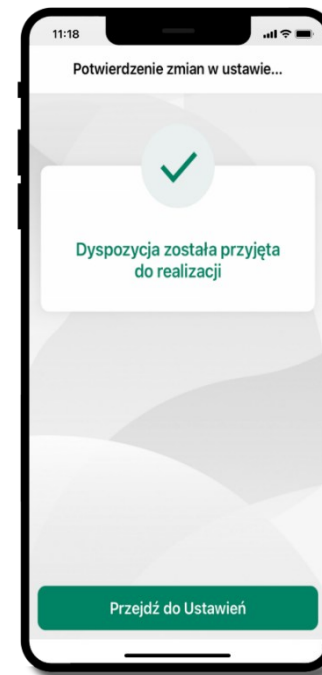 11:18
Potwierdzenie zmian w ustawie...
Dyspozycja została przyjęta
do realizacji
Przejdź do Ustawień